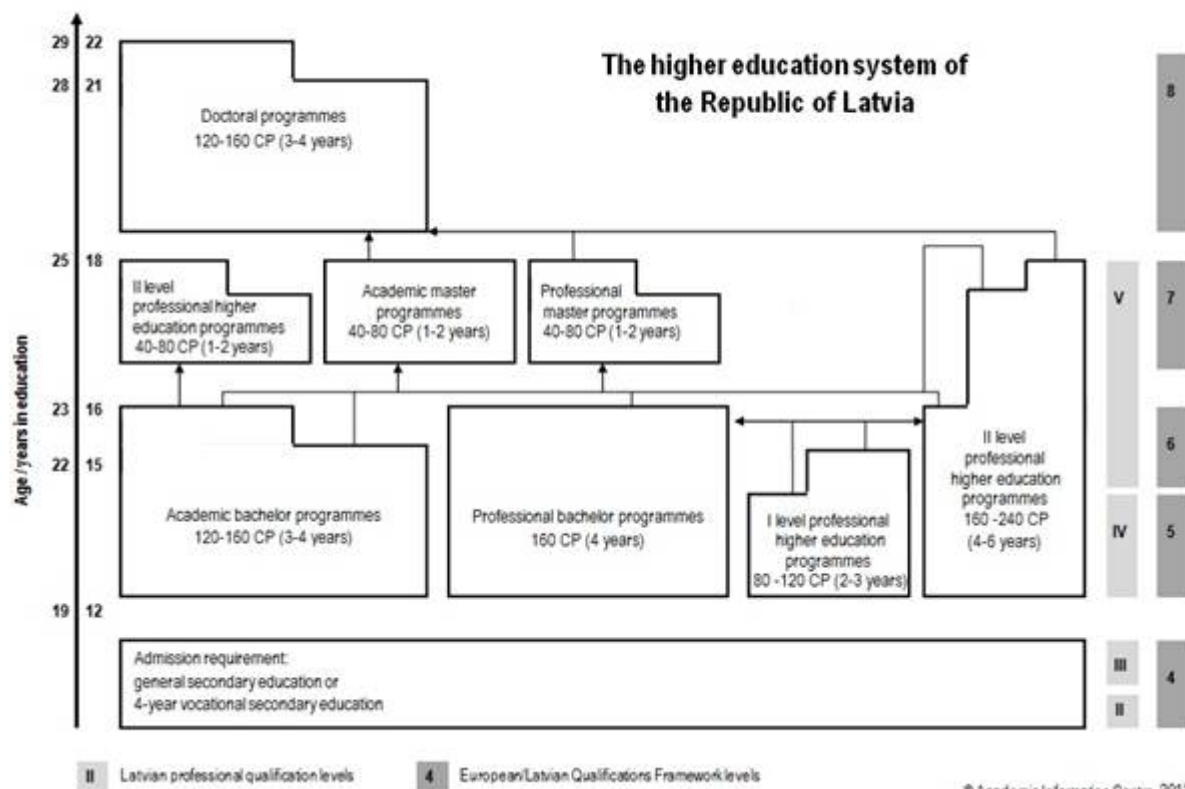 The higher education system of
the Republic of Latvia
Age / years in education
29 22
28 21
25 18
23 16
22 15
19 12
Doctoral programmes
120-160 CP (3-4 years)
8
II level
professional higher
education programmes
40-80 CP (1-2 years)
Academic master
programmes
40-80 CP (1-2 years)
Professional
master programmes
40-80 CP (1-2 years)
V
7
Academic bachelor programmes
120-160 CP (3-4 years)
Professional bachelor programmes
160 CP (4 years)
I level professional
higher education
programmes
80 -120 CP (2-3 years)
II level
professional
higher education
programmes
160 -240 CP
(4-6 years)
6
IV
5
Admission requirement:
general secondary education or
4-year vocational secondary education
III
II
4
II Latvian professional qualification levels
4 European/Latvian Qualifications Framework levels
© Academic Information Centre,